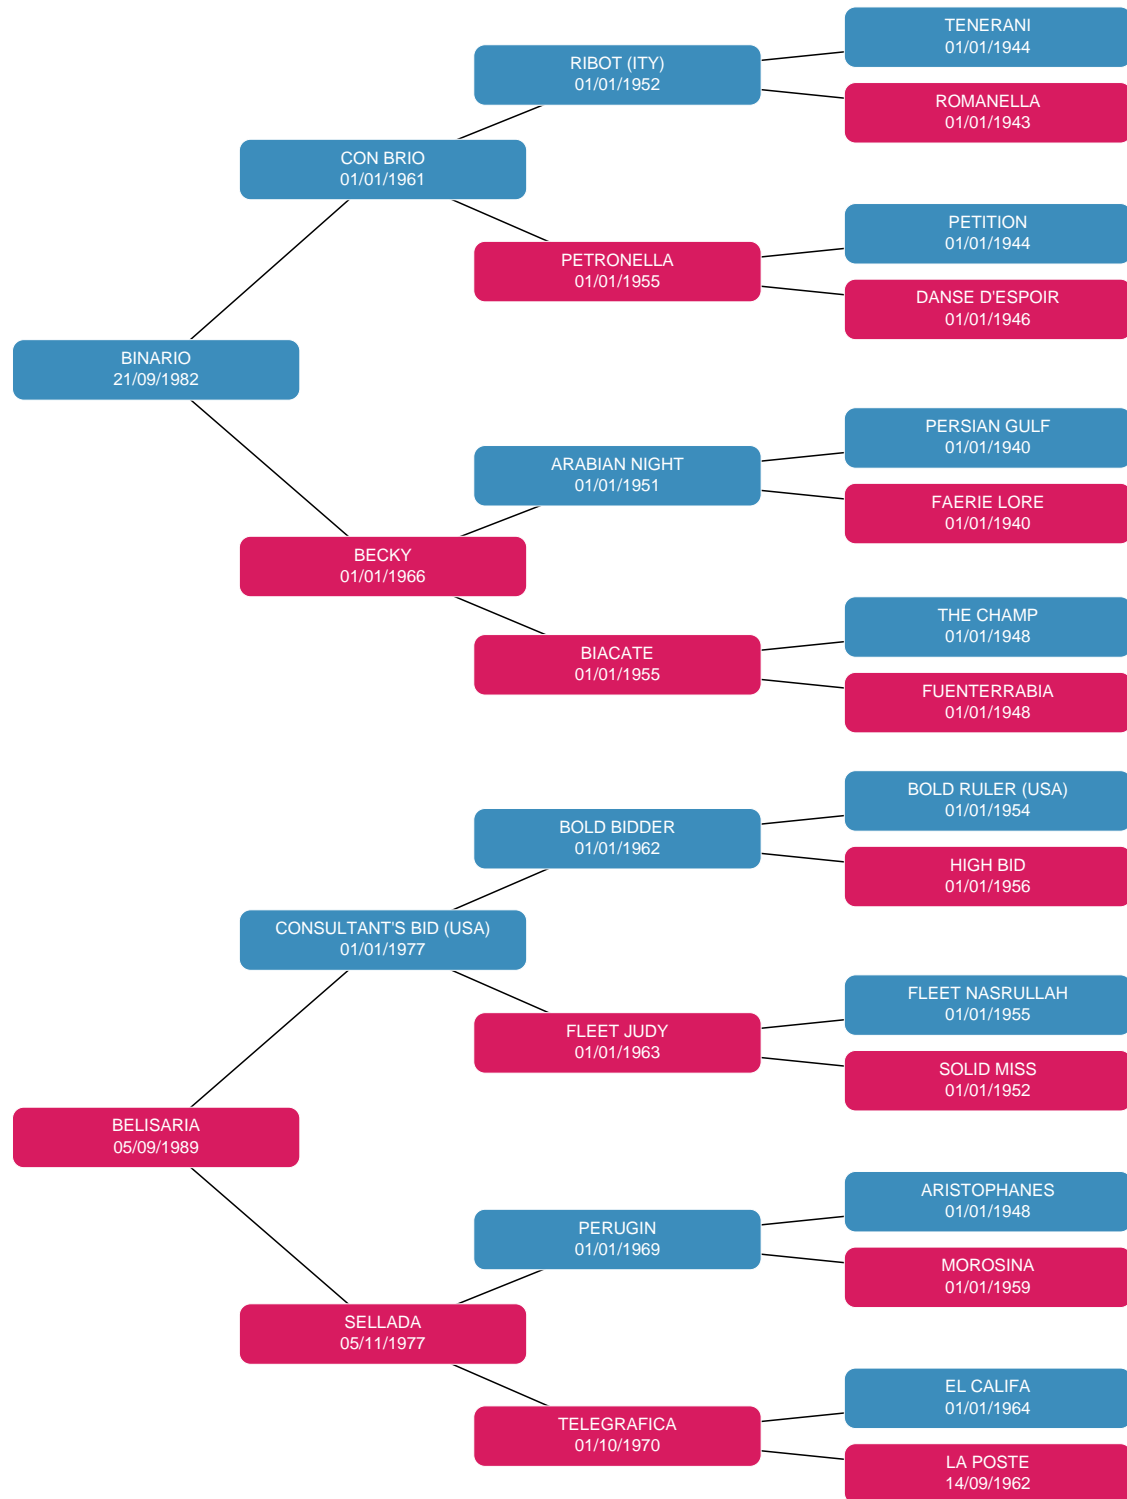 TENERANI
01/01/1944
RIBOT (ITY)
01/01/1952
ROMANELLA
01/01/1943
CON BRIO
01/01/1961
PETITION
01/01/1944
PETRONELLA
01/01/1955
DANSE D'ESPOIR
01/01/1946
BINARIO
21/09/1982
PERSIAN GULF
01/01/1940
ARABIAN NIGHT
01/01/1951
FAERIE LORE
01/01/1940
BECKY
01/01/1966
THE CHAMP
01/01/1948
BIACATE
01/01/1955
FUENTERRABIA
01/01/1948
BOLD RULER (USA)
01/01/1954
BOLD BIDDER
01/01/1962
HIGH BID
01/01/1956
CONSULTANT'S BID (USA)
01/01/1977
FLEET NASRULLAH
01/01/1955
FLEET JUDY
01/01/1963
SOLID MISS
01/01/1952
BELISARIA
05/09/1989
ARISTOPHANES
01/01/1948
PERUGIN
01/01/1969
MOROSINA
01/01/1959
SELLADA
05/11/1977
EL CALIFA
01/01/1964
TELEGRAFICA
01/10/1970
LA POSTE
14/09/1962